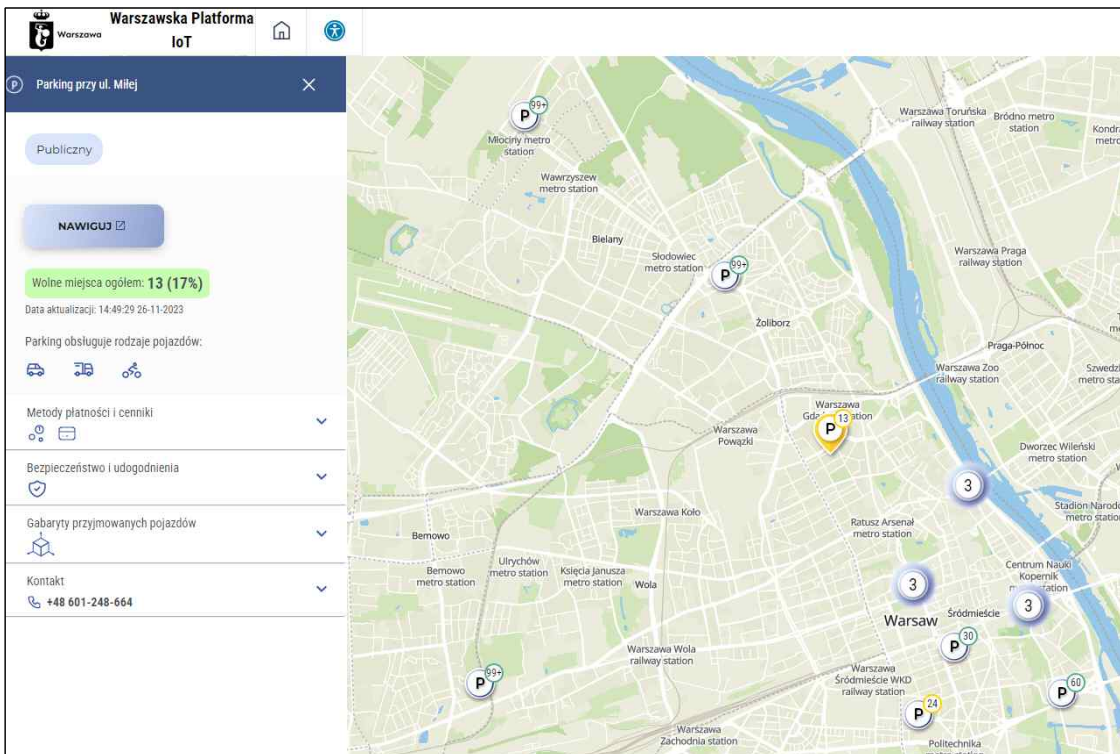 Warszawa
Warszawska Platforma
IoT
Parking przy ul. Miłej
Publiczny
NAWIGUJ
Wolne miejsca ogółem: 13 (17%)
Data aktualizacji: 14:49:29 26-11-2023
Parking obsługuje rodzaje pojazdów:
Metody płatności i cenniki
Bezpieczeństwo i udogodnienia
Gabaryty przyjmowanych pojazdów
Kontakt
+48 601-248-664
P 99+
Młociny metro
station
Warszawa Toruńska
railway station
Bródno metro
station
Wawrzyszew
metro station
Bielany
Słodowiec
metro station
P 99+
Warszawa Praga
railway station
Żoliborz
Praga-Północ
Warszawa Zoo
railway station
Warszawa
P 13
Warszawa
Powązki
Dworzec Wileński
metro station
3
Warszawa Koło
Ratusz Arsenał
metro station
Bemowo
Ulrychów
metro station
Księcia Janusza
metro station
Bemowo
metro station
Wola
Centrum Nauki
Kopernik
3
3
Warsaw
Śródmieście
P 30
Warszawa Wola
railway station
Warszawa
Śródmieście WKD
railway station
P 99+
P 60
P 24
Warszawa
Zachodnia station
Politechnika